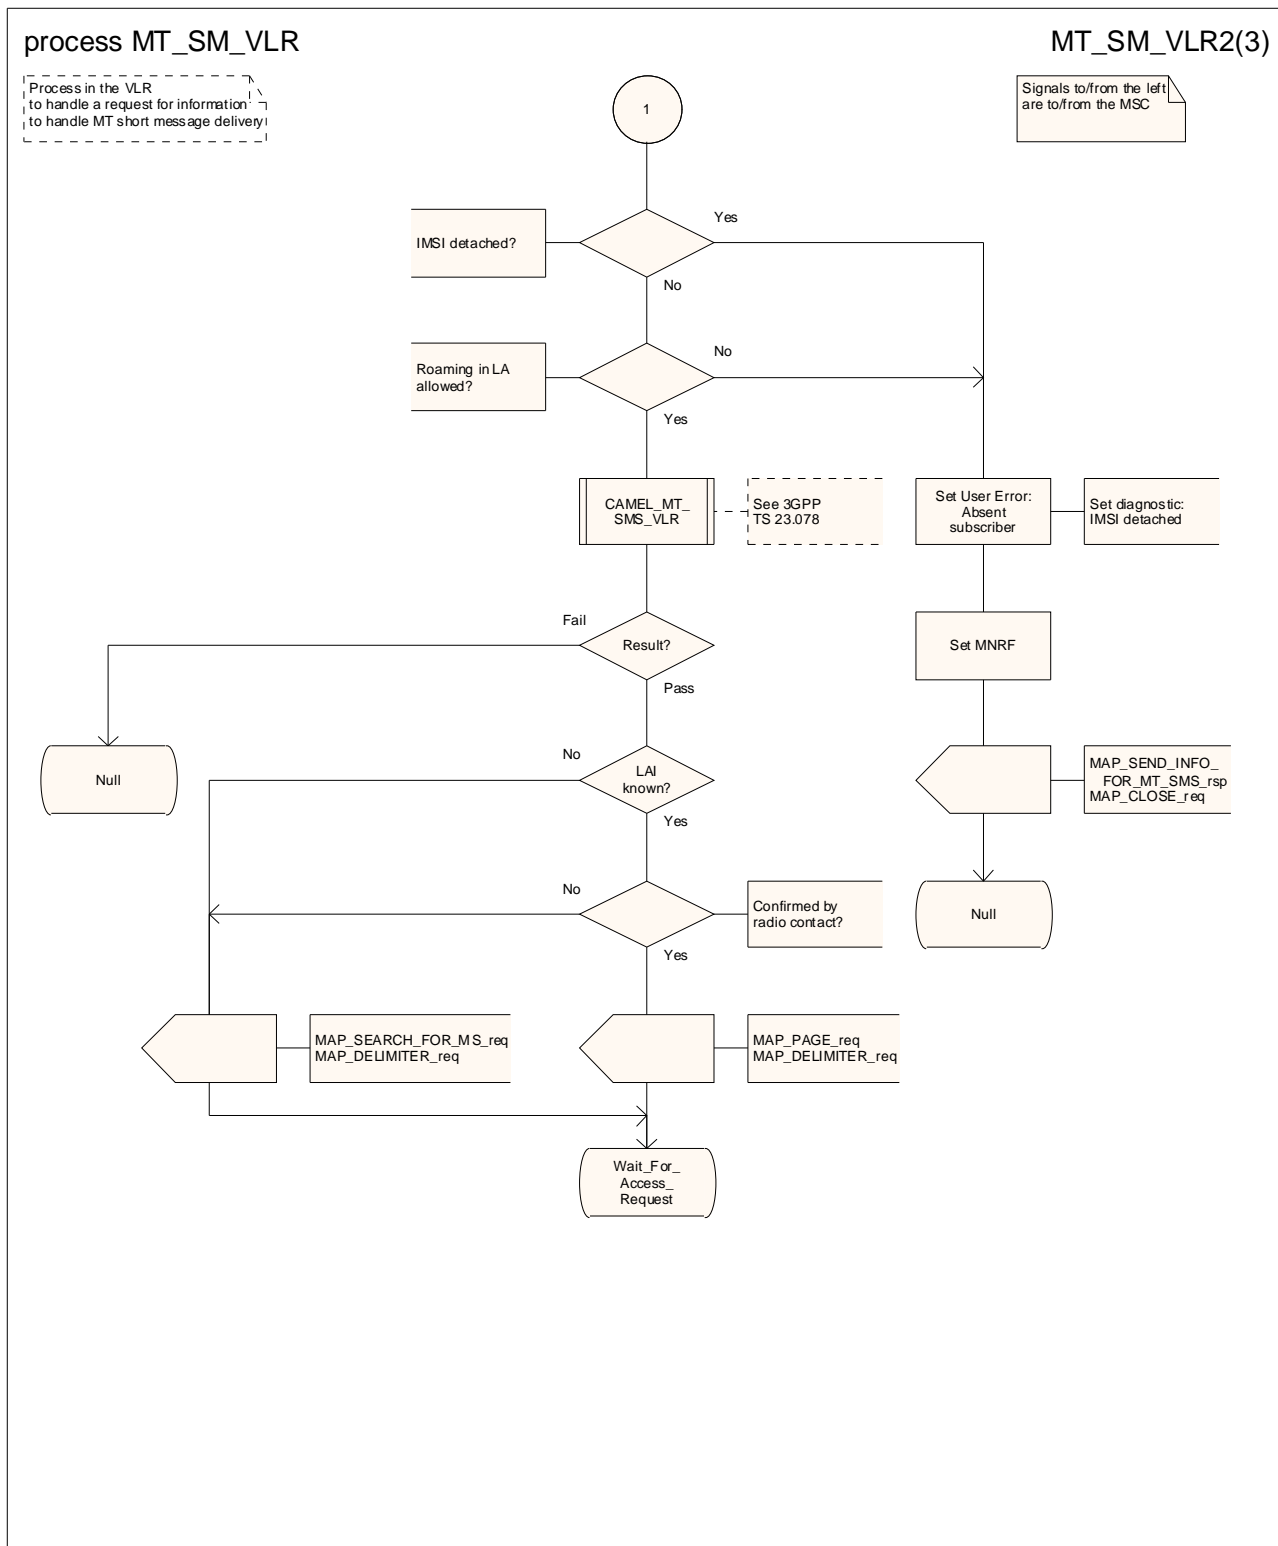 process MT_SM_VLR
MT_SM_VLR2(3)
Process in the VLR
to handle a request for information
to handle MT short message delivery
Signals to/from the left
are to/from the MSC
1
Yes
IMSI detached?
No
No
Roaming in LA
allowed?
Yes
CAMEL_MT_
SMS_VLR
See 3GPP
TS 23.078
Set User Error:
Absent
subscriber
Set diagnostic:
IMSI detached
Fail
Result?
Set MNRF
Pass
Null
No
LAI
known?
Yes
MAP_SEND_INFO_
FOR_MT_SMS_rsp
MAP_CLOSE_req
No
Confirmed by
radio contact?
Null
Yes
MAP_SEARCH_FOR_MS_req
MAP_DELIMITER_req
MAP_PAGE_req
MAP_DELIMITER_req
Wait_For_
Access_
Request